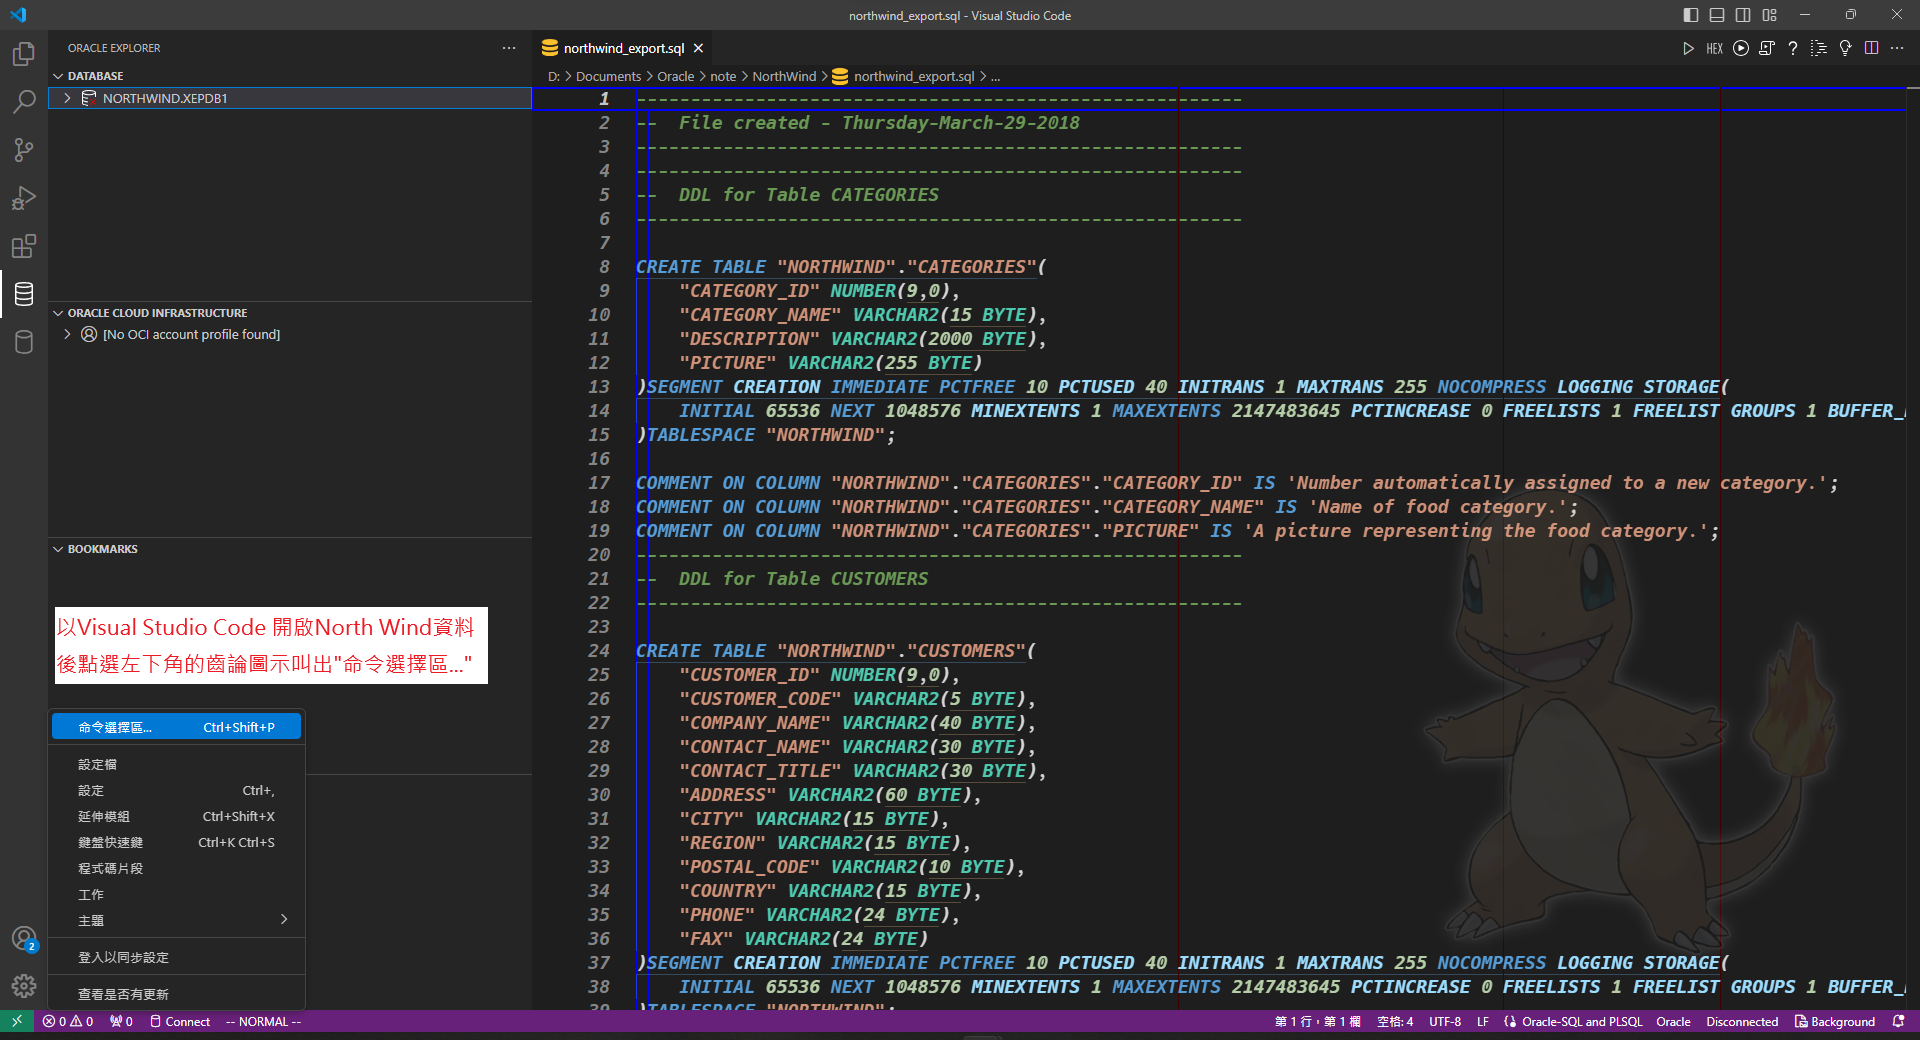 northwind_export.sql - Visual Studio Code
ORACLE EXPLORER
DATABASE
NORTHWIND.XEPDB1
ORACLE CLOUD INFRASTRUCTURE
[No OCI account profile found]
BOOKMARKS
以Visual Studio Code 開啟North Wind資料
後點選左下角的齒論圖示叫出"命令選擇區..."
命令選擇區... Ctrl+Shift+P
設定檔
設定 Ctrl+,
延伸模組 Ctrl+Shift+X
鍵盤快速鍵 Ctrl+K Ctrl+S
程式碼片段
工作
主題
登入以同步設定
查看是否有更新
2
northwind_export.sql
HEX
D: > Documents > Oracle > note > NorthWind > northwind_export.sql > ...
1 --------------------------------------------------------
2 --  File created - Thursday-March-29-2018
3 --------------------------------------------------------
4 --------------------------------------------------------
5 --  DDL for Table CATEGORIES
6 --------------------------------------------------------
7
8 CREATE TABLE "NORTHWIND"."CATEGORIES"(
9     "CATEGORY_ID" NUMBER(9,0),
10     "CATEGORY_NAME" VARCHAR2(15 BYTE),
11     "DESCRIPTION" VARCHAR2(2000 BYTE),
12     "PICTURE" VARCHAR2(255 BYTE)
13 )SEGMENT CREATION IMMEDIATE PCTFREE 10 PCTUSED 40 INITRANS 1 MAXTRANS 255 NOCOMPRESS LOGGING STORAGE(
14     INITIAL 65536 NEXT 1048576 MINEXTENTS 1 MAXEXTENTS 2147483645 PCTINCREASE 0 FREELISTS 1 FREELIST GROUPS 1 BUFFER_
15 )TABLESPACE "NORTHWIND";
16
17 COMMENT ON COLUMN "NORTHWIND"."CATEGORIES"."CATEGORY_ID" IS 'Number automatically assigned to a new category.';
18 COMMENT ON COLUMN "NORTHWIND"."CATEGORIES"."CATEGORY_NAME" IS 'Name of food category.';
19 COMMENT ON COLUMN "NORTHWIND"."CATEGORIES"."PICTURE" IS 'A picture representing the food category.';
20 --------------------------------------------------------
21 --  DDL for Table CUSTOMERS
22 --------------------------------------------------------
23
24 CREATE TABLE "NORTHWIND"."CUSTOMERS"(
25     "CUSTOMER_ID" NUMBER(9,0),
26     "CUSTOMER_CODE" VARCHAR2(5 BYTE),
27     "COMPANY_NAME" VARCHAR2(40 BYTE),
28     "CONTACT_NAME" VARCHAR2(30 BYTE),
29     "CONTACT_TITLE" VARCHAR2(30 BYTE),
30     "ADDRESS" VARCHAR2(60 BYTE),
31     "CITY" VARCHAR2(15 BYTE),
32     "REGION" VARCHAR2(15 BYTE),
33     "POSTAL_CODE" VARCHAR2(10 BYTE),
34     "COUNTRY" VARCHAR2(15 BYTE),
35     "PHONE" VARCHAR2(24 BYTE),
36     "FAX" VARCHAR2(24 BYTE)
37 )SEGMENT CREATION IMMEDIATE PCTFREE 10 PCTUSED 40 INITRANS 1 MAXTRANS 255 NOCOMPRESS LOGGING STORAGE(
38     INITIAL 65536 NEXT 1048576 MINEXTENTS 1 MAXEXTENTS 2147483645 PCTINCREASE 0 FREELISTS 1 FREELIST GROUPS 1 BUFFER_
39 )TABLESPACE "NORTHWIND";
0 0 0 Connect -- NORMAL -- 第 1 行，第 1 欄 空格: 4 UTF-8 LF Oracle-SQL and PLSQL Oracle Disconnected Background